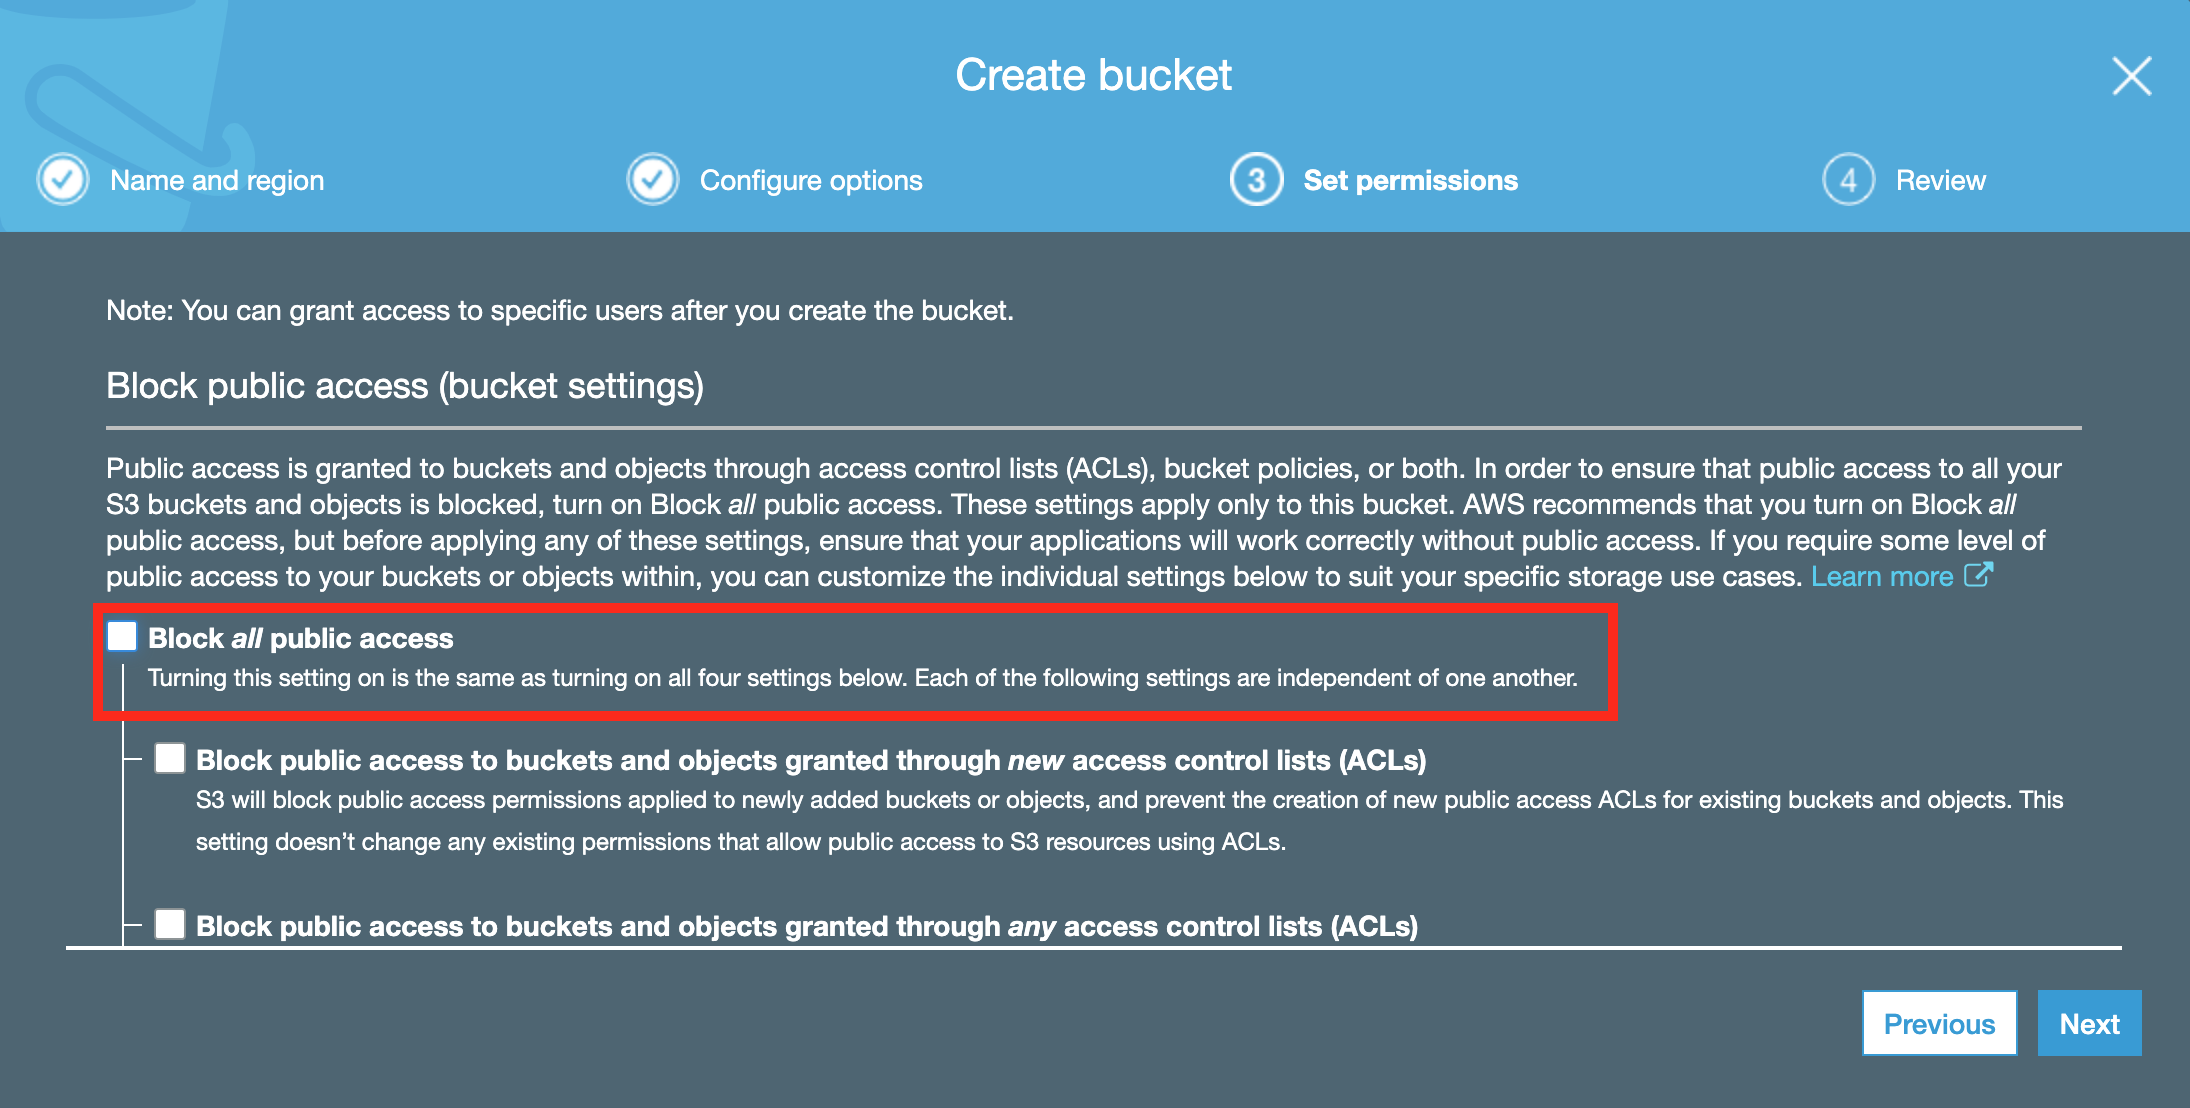 Create bucket
Name and region
Configure options
3 Set permissions
4 Review
Note: You can grant access to specific users after you create the bucket.
Block public access (bucket settings)
Public access is granted to buckets and objects through access control lists (ACLs), bucket policies, or both. In order to ensure that public access to all your
S3 buckets and objects is blocked, turn on Block all public access. These settings apply only to this bucket. AWS recommends that you turn on Block all
public access, but before applying any of these settings, ensure that your applications will work correctly without public access. If you require some level of
public access to your buckets or objects within, you can customize the individual settings below to suit your specific storage use cases. Learn more
Block all public access
Turning this setting on is the same as turning on all four settings below. Each of the following settings are independent of one another.
Block public access to buckets and objects granted through new access control lists (ACLs)
S3 will block public access permissions applied to newly added buckets or objects, and prevent the creation of new public access ACLs for existing buckets and objects. This
setting doesn’t change any existing permissions that allow public access to S3 resources using ACLs.
Block public access to buckets and objects granted through any access control lists (ACLs)
Previous
Next